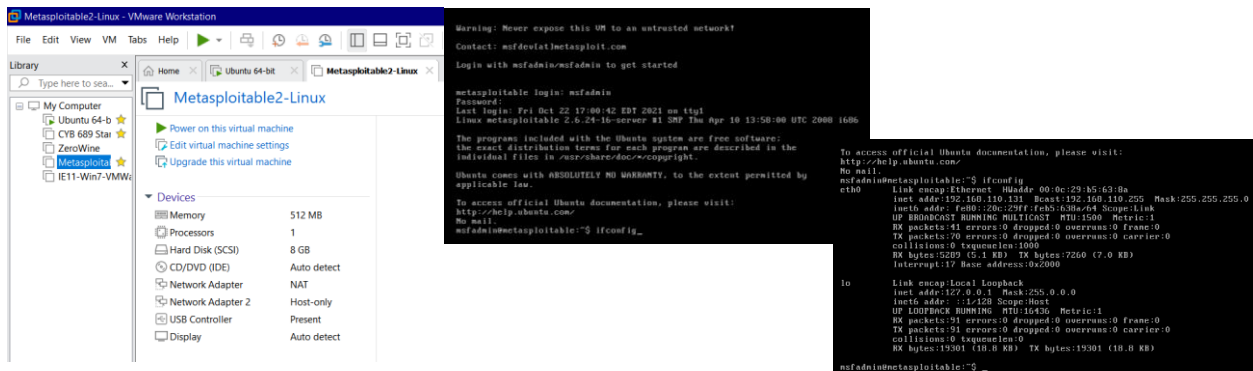 Metasploitable2-Linux - VMware Workstation
File Edit View VM Tabs Help
Library X
Type here to sea...
My Computer
Ubuntu 64-b
CYB 689 Star
ZeroWine
Metasploital
IE11-Win7-VMWa
Home Ubuntu 64-bit Metasploitable2-Linux
Metasploitable2-Linux
Power on this virtual machine
Edit virtual machine settings
Upgrade this virtual machine
Devices
Memory 512 MB
Processors 1
Hard Disk (SCSI) 8 GB
CD/DVD (IDE) Auto detect
Network Adapter NAT
Network Adapter 2 Host-only
USB Controller Present
Display Auto detect
Warning: Never expose this VM to an untrusted network!
Contact: msfdev[at]metasploit.com
Login with msfadmin/msfadmin to get started
metasploitable login: msfadmin
Password:
Last login: Fri Oct 22 17:00:42 EDT 2021 on tty1
Linux metasploitable 2.6.24-16-server #1 SMP Thu Apr 10 13:58:00 UTC 2008 i686
The programs included with the Ubuntu system are free software;
the exact distribution terms for each program are described in the
individual files in /usr/share/doc/*/copyright.
Ubuntu comes with ABSOLUTELY NO WARRANTY, to the extent permitted by
applicable law.
To access official Ubuntu documentation, please visit:
http://help.ubuntu.com/
No mail.
msfadmin@metasploitable:~$ ifconfig_
To access official Ubuntu documentation, please visit:
http://help.ubuntu.com/
No mail.
msfadmin@metasploitable:~$ ifconfig
eth0 Link encap:Ethernet HWaddr 00:0c:29:b5:63:8a
inet addr:192.168.110.131 Bcast:192.168.110.255 Mask:255.255.255.0
inet6 addr: fe80::20c:29ff:feb5:638a/64 Scope:Link
UP BROADCAST RUNNING MULTICAST MTU:1500 Metric:1
RX packets:41 errors:0 dropped:0 overruns:0 frame:0
TX packets:70 errors:0 dropped:0 overruns:0 carrier:0
collisions:0 txqueuelen:1000
RX bytes:5289 (5.1 KB) TX bytes:7260 (7.0 KB)
Interrupt:17 Base address:0x2000
lo Link encap:Local Loopback
inet addr:127.0.0.1 Mask:255.0.0.0
inet6 addr: ::1/128 Scope:Host
UP LOOPBACK RUNNING MTU:16436 Metric:1
RX packets:91 errors:0 dropped:0 overruns:0 frame:0
TX packets:91 errors:0 dropped:0 overruns:0 carrier:0
collisions:0 txqueuelen:0
RX bytes:19301 (18.8 KB) TX bytes:19301 (18.8 KB)
msfadmin@metasploitable:~$ _